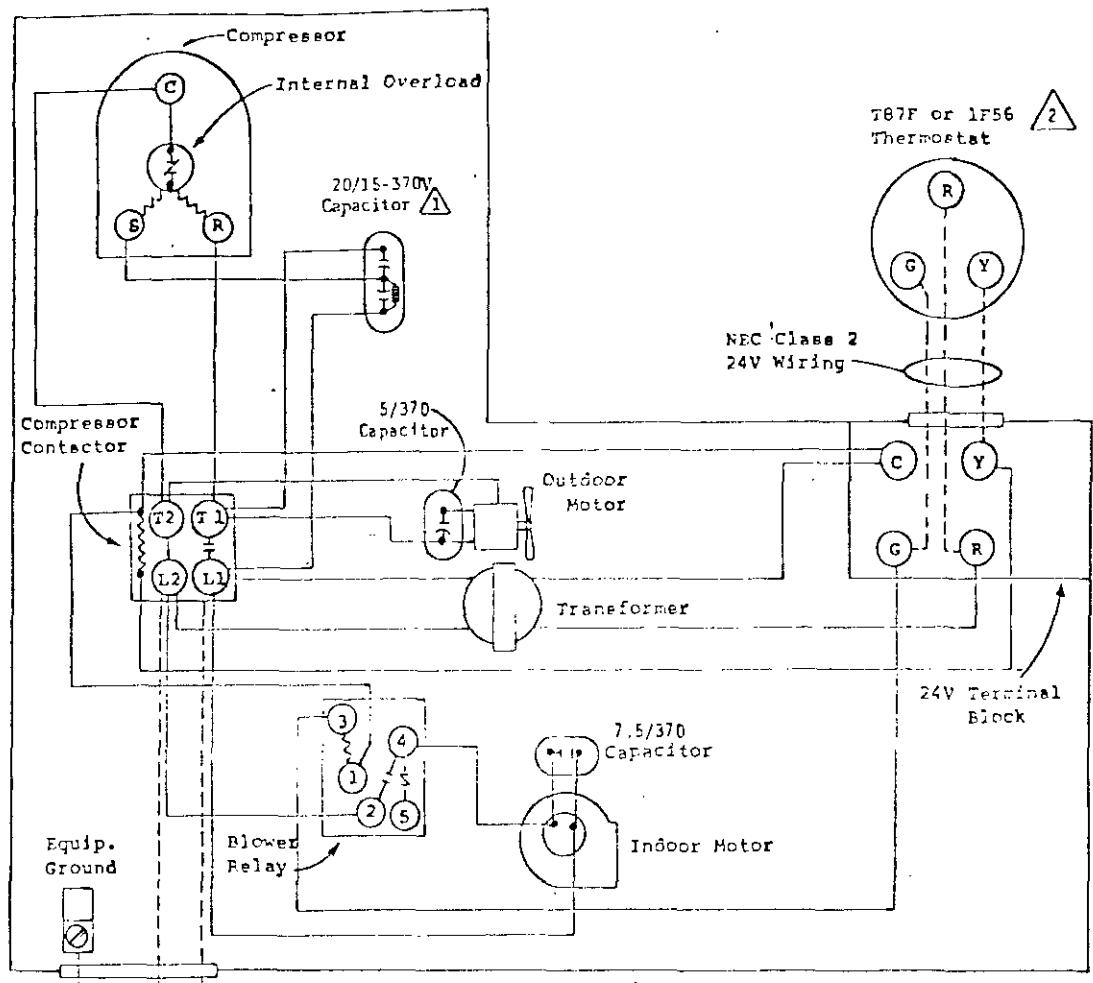 Compressor
C
Internal Overload
S
R
20/15-370V
Capacitor 1
T87F or 1F56 2
Thermostat
R
G
Y
NEC Class 2
24V Wiring
5/370
Capacitor
Compressor
Contactor
Outdoor
Motor
C
Y
T2
T1
G
R
L2
L1
Transformer
24V Terminal
Block
3
4
1
2
5
7.5/370
Capacitor
Blower
Relay
Indoor Motor
Equip.
Ground